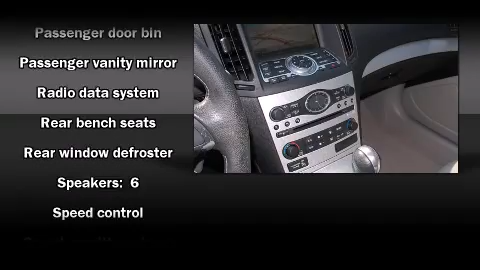 Passenger door bin
Passenger vanity mirror
Radio data system
Rear bench seats
Rear window defroster
Speakers: 6
Speed control